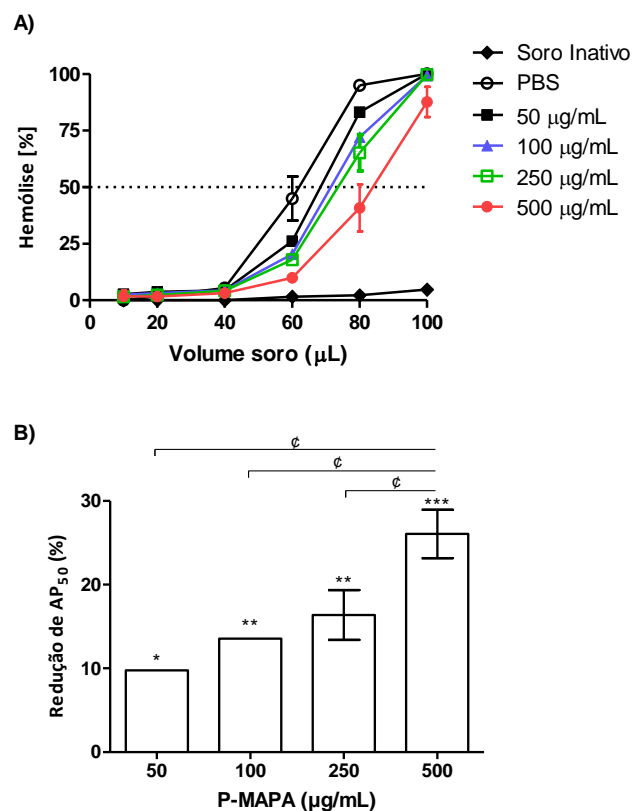 A)
Soro Inativo
PBS
50 µg/mL
100 µg/mL
250 µg/mL
500 µg/mL
Hemólise [%]
100
75
50
25
0
0 20 40 60 80 100
Volume soro (µL)
B)
¢
¢
¢
Redução de AP50 (%)
30
20
10
0
*
**
**
***
50 100 250 500
P-MAPA (µg/mL)